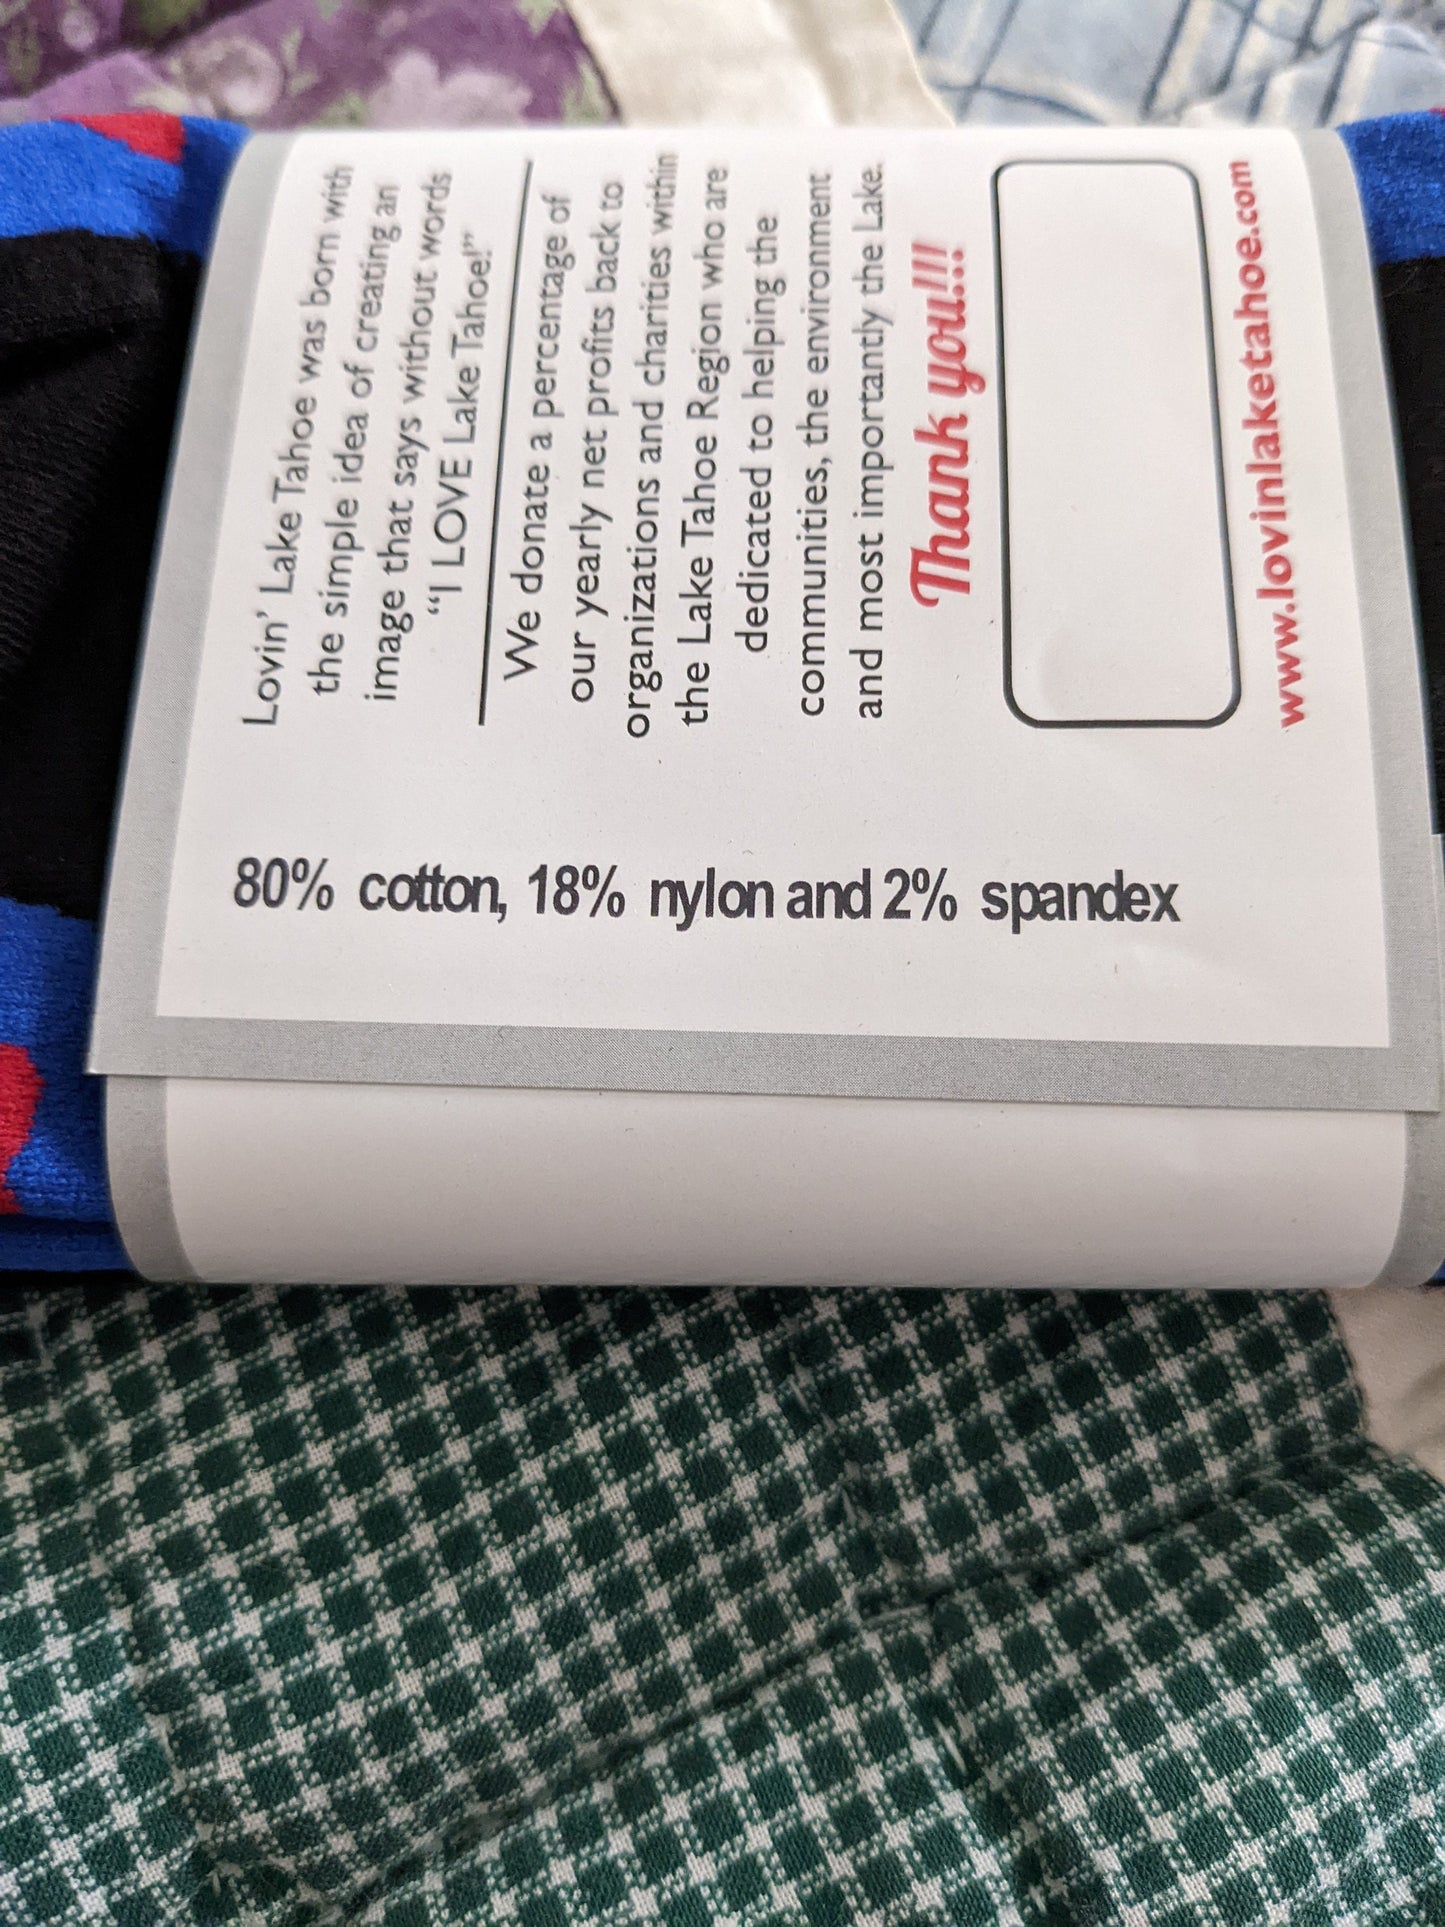 Lovin' Lake Tahoe was born with
the simple idea of creating an
image that says without words
“I LOVE Lake Tahoe!”
We donate a percentage of
our yearly net profits back to
organizations and charities within
the Lake Tahoe Region who are
dedicated to helping the
communities, the environment
and most importantly the Lake.
Thank you!!!
www.lovinlaketahoe.com
80% cotton, 18% nylon and 2% spandex